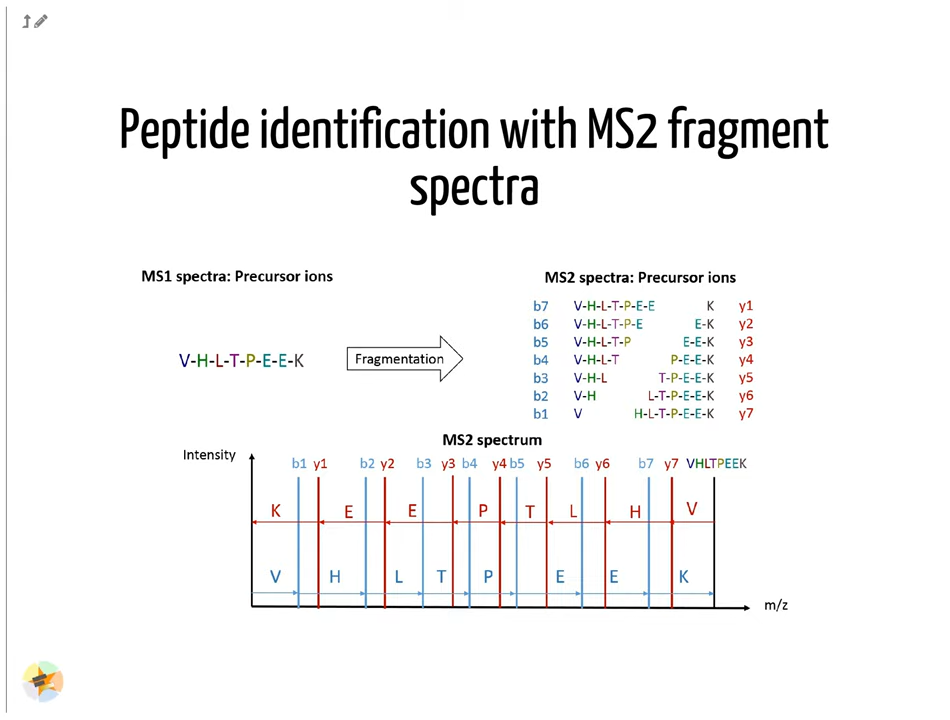 Peptide identification with MS2 fragment
spectra
MS1 spectra: Precursor ions
MS2 spectra: Precursor ions
b7 V-H-L-T-P-E-E K y1
b6 V-H-L-T-P-E E-K y2
b5 V-H-L-T-P E-E-K y3
b4 V-H-L-T P-E-E-K y4
b3 V-H-L T-P-E-E-K y5
b2 V-H L-T-P-E-E-K y6
b1 V H-L-T-P-E-E-K y7
V-H-L-T-P-E-E-K
Fragmentation
MS2 spectrum
Intensity
b1 y1 b2 y2 b3 y3 b4 y4 b5 y5 b6 y6 b7 y7 VHLTPEEK
K E E P T L H V
V H L T P E E K
m/z